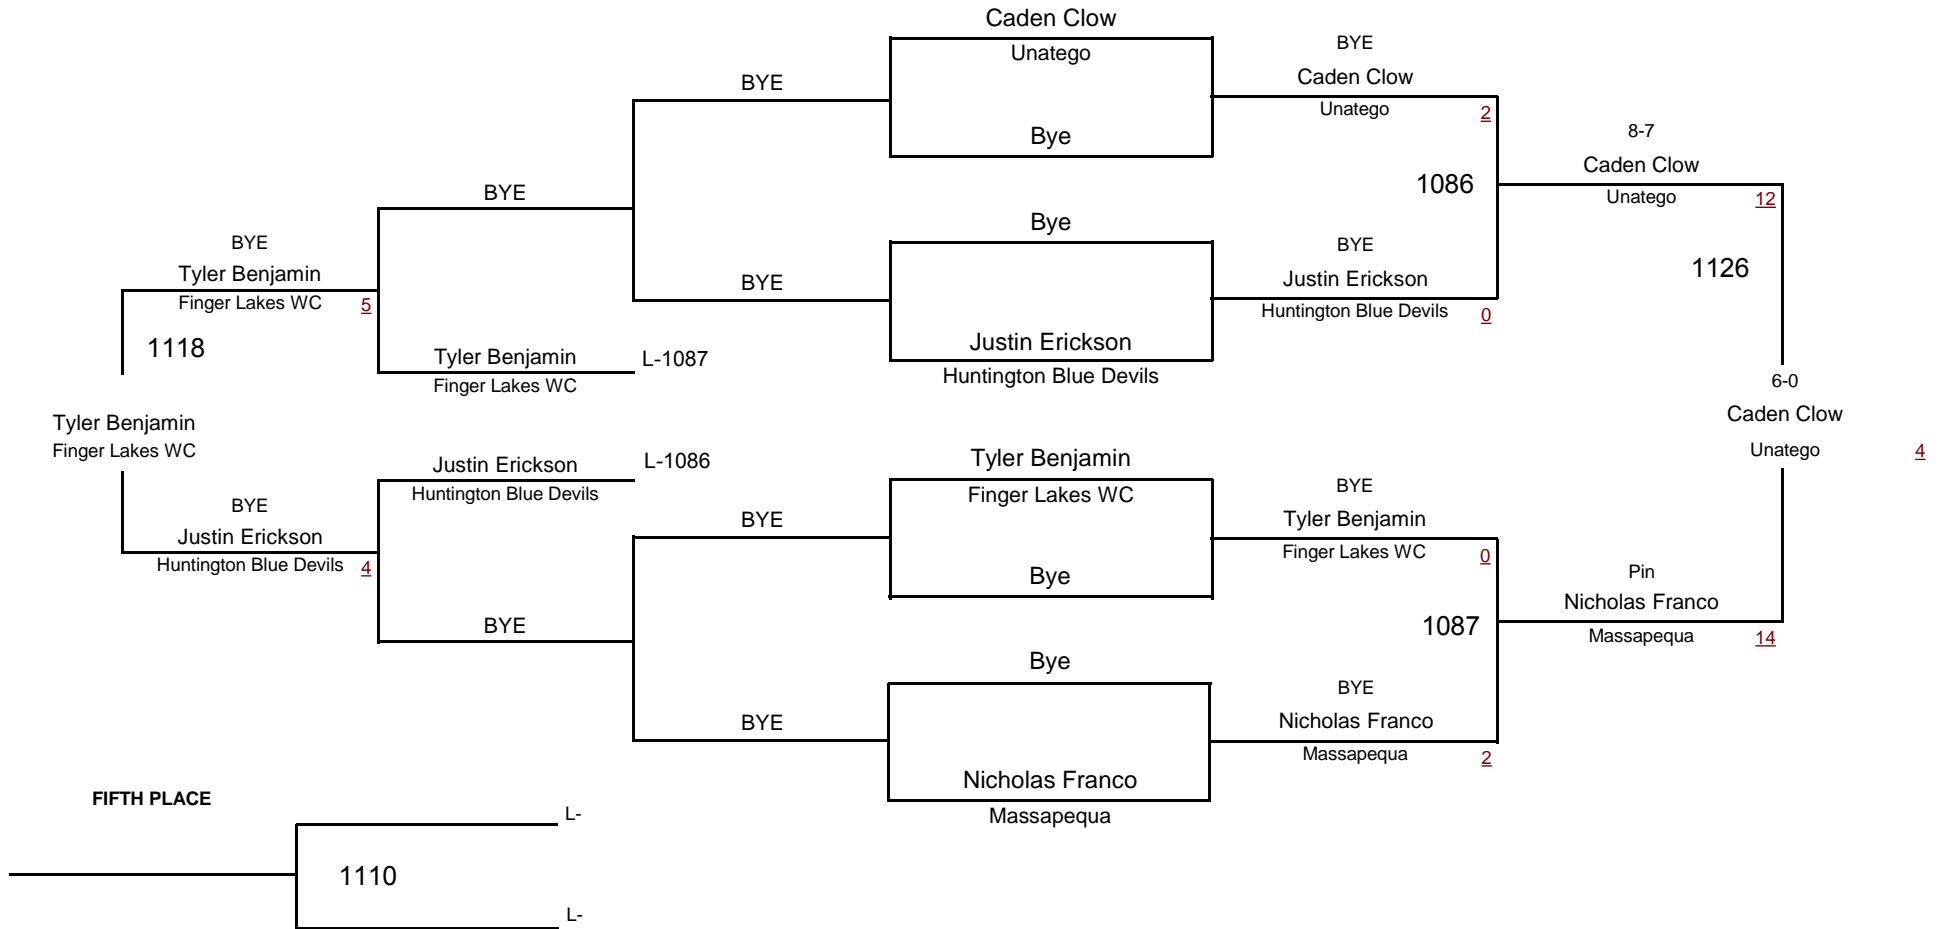 Caden Clow
Unatego
Bye
Bye
Justin Erickson
Huntington Blue Devils
Tyler Benjamin
Finger Lakes WC
Bye
Bye
Nicholas Franco
Massapequa
BYE
Caden Clow
Unatego
2
1086
BYE
Justin Erickson
Huntington Blue Devils
0
BYE
Tyler Benjamin
Finger Lakes WC
0
1087
BYE
Nicholas Franco
Massapequa
2
8-7
Caden Clow
Unatego
12
1126
Pin
Nicholas Franco
Massapequa
14
6-0
Caden Clow
Unatego
4
BYE
BYE
BYE
BYE
BYE
Tyler Benjamin
L-1087
Finger Lakes WC
Justin Erickson
L-1086
Huntington Blue Devils
BYE
BYE
Tyler Benjamin
Finger Lakes WC
5
1118
Tyler Benjamin
Finger Lakes WC
BYE
Justin Erickson
Huntington Blue Devils
4
FIFTH PLACE
L-
1110
L-